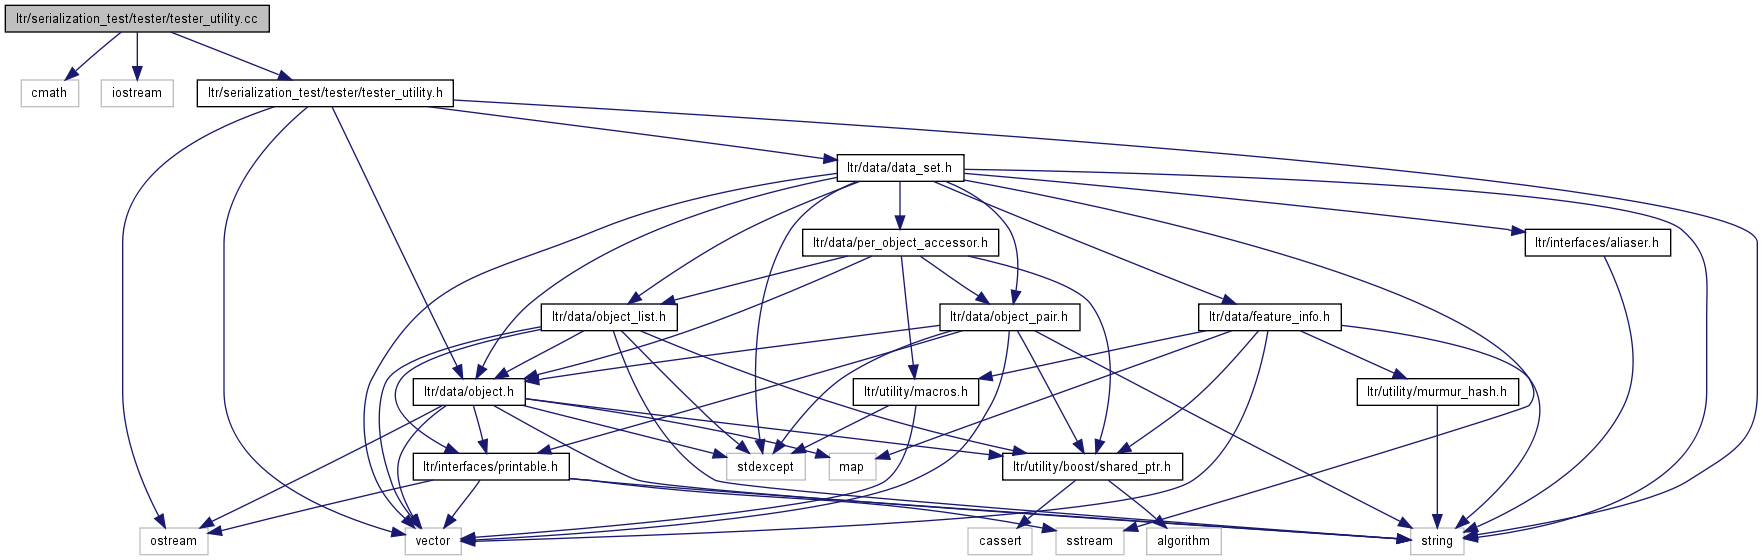 ltr/serialization_test/tester/tester_utility.cc
cmath
iostream
ltr/serialization_test/tester/tester_utility.h
ltr/data/data_set.h
ltr/data/per_object_accessor.h
ltr/interfaces/aliaser.h
ltr/data/object_list.h
ltr/data/object_pair.h
ltr/data/feature_info.h
ltr/data/object.h
ltr/utility/macros.h
ltr/utility/murmur_hash.h
ltr/interfaces/printable.h
stdexcept
map
ltr/utility/boost/shared_ptr.h
ostream
vector
cassert
sstream
algorithm
string